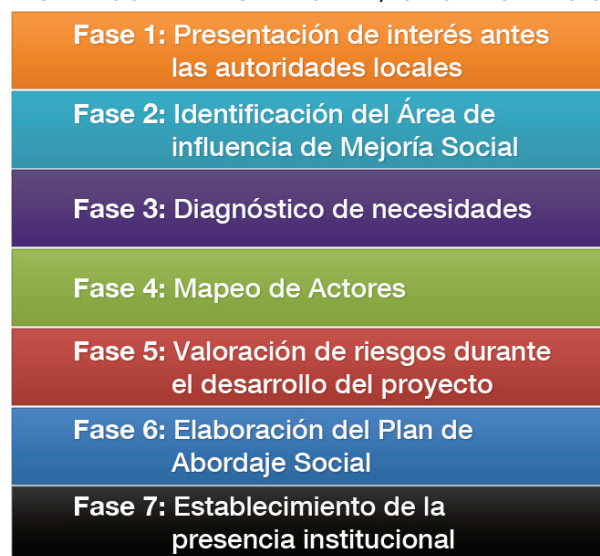 Fase 1: Presentación de interés antes
las autoridades locales
Fase 2: Identificación del Área de
influencia de Mejoría Social
Fase 3: Diagnóstico de necesidades
Fase 4: Mapeo de Actores
Fase 5: Valoración de riesgos durante
el desarrollo del proyecto
Fase 6: Elaboración del Plan de
Abordaje Social
Fase 7: Establecimiento de la
presencia institucional